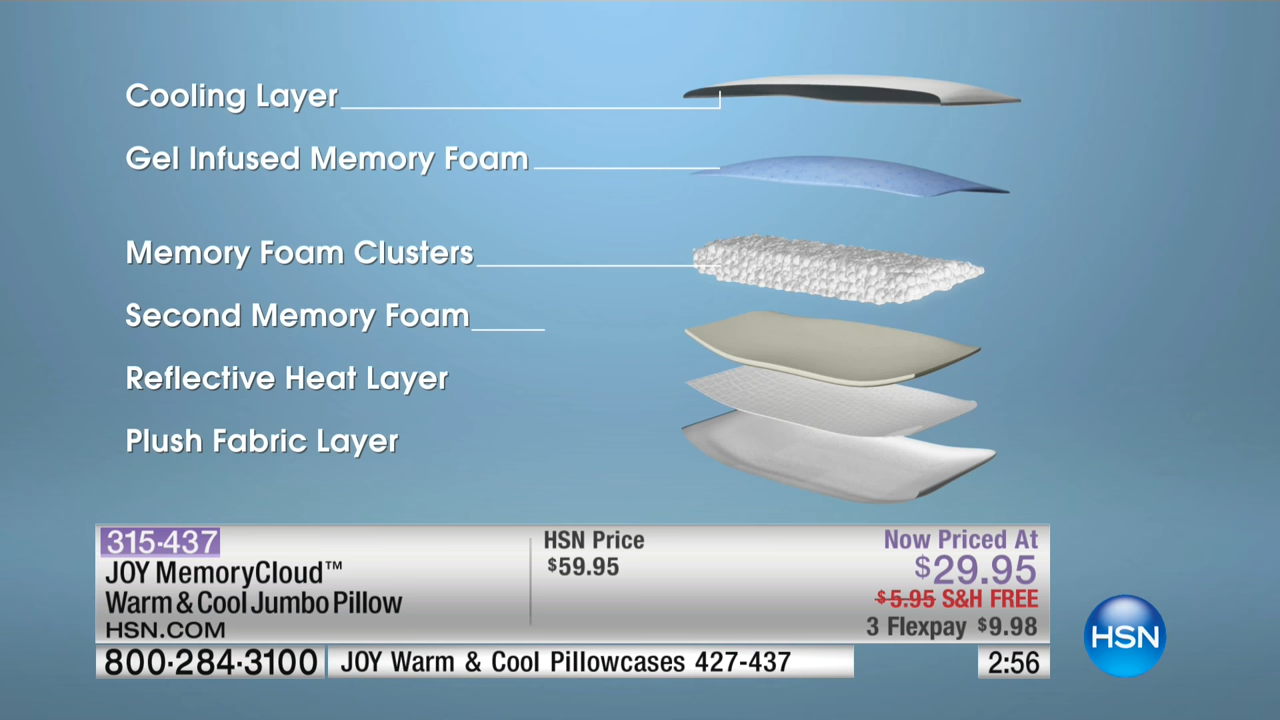 Cooling Layer
Gel Infused Memory Foam
Memory Foam Clusters
Second Memory Foam
Reflective Heat Layer
Plush Fabric Layer
315-437
JOY MemoryCloud™
Warm & Cool Jumbo Pillow
HSN.COM
HSN Price
$59.95
Now Priced At
$29.95
$5.95 S&H FREE
3 Flexpay $9.98
HSN
800·284·3100
JOY Warm & Cool Pillowcases 427-437
2:56